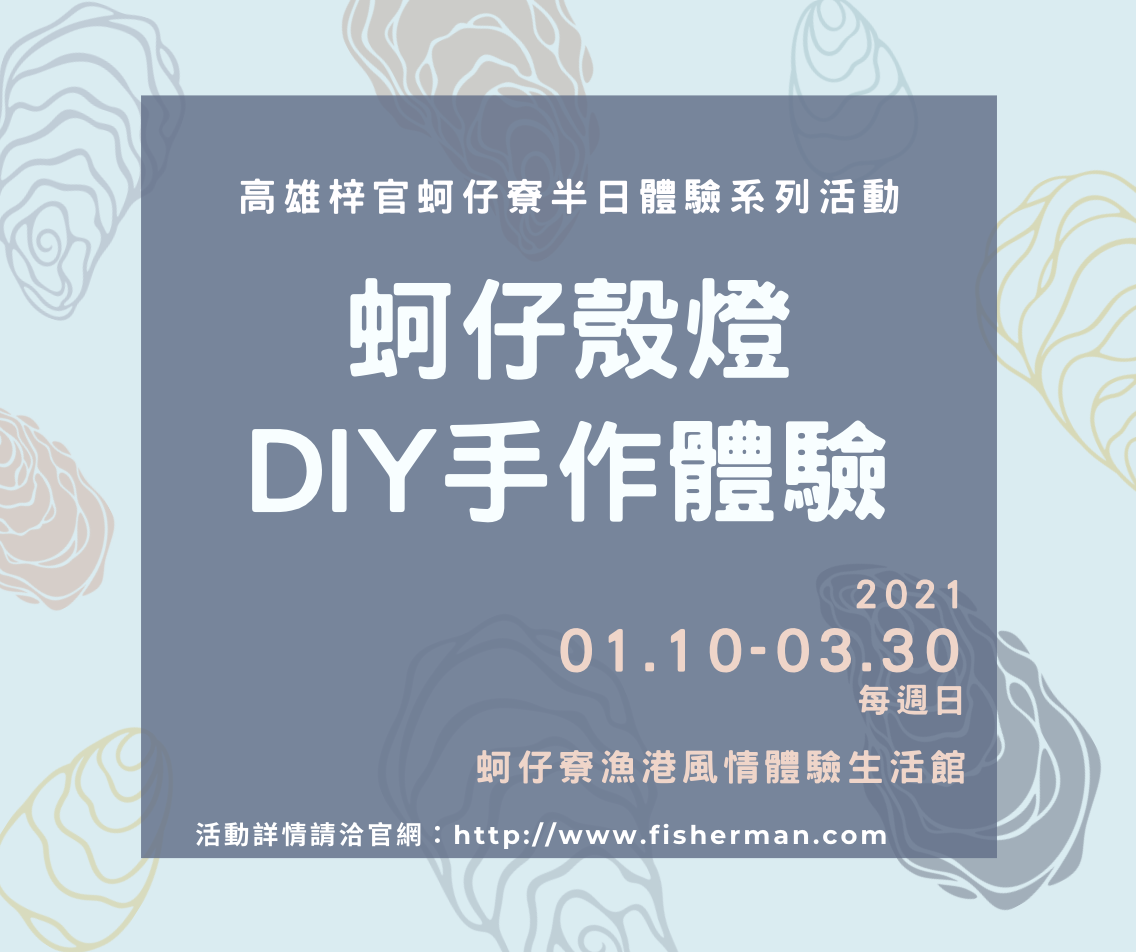 高雄梓官蚵仔寮半日體驗系列活動
蚵仔殼燈
DIY手作體驗
2021
01.10-03.30
每週日
蚵仔寮漁港風情體驗生活館
活動詳情請洽官網：http://www.fisherman.com